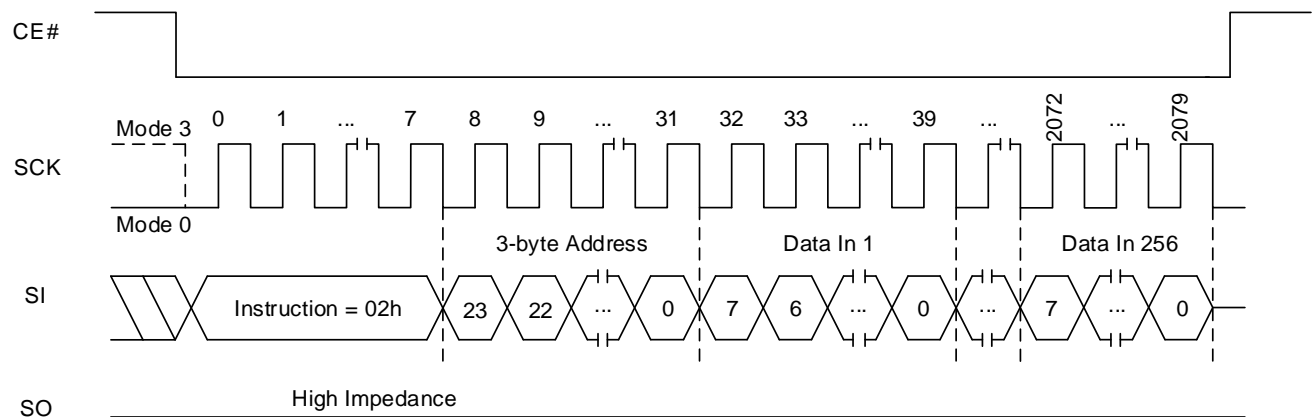 CE#
0 1 ... 7 8 9 ... 31 32 33 ... 39 ... 2072 ... 2079
Mode 3
SCK
Mode 0
3-byte Address Data In 1 Data In 256
SI Instruction = 02h 23 22 ... 0 7 6 ... 0 ... 7 ... 0
High Impedance
SO